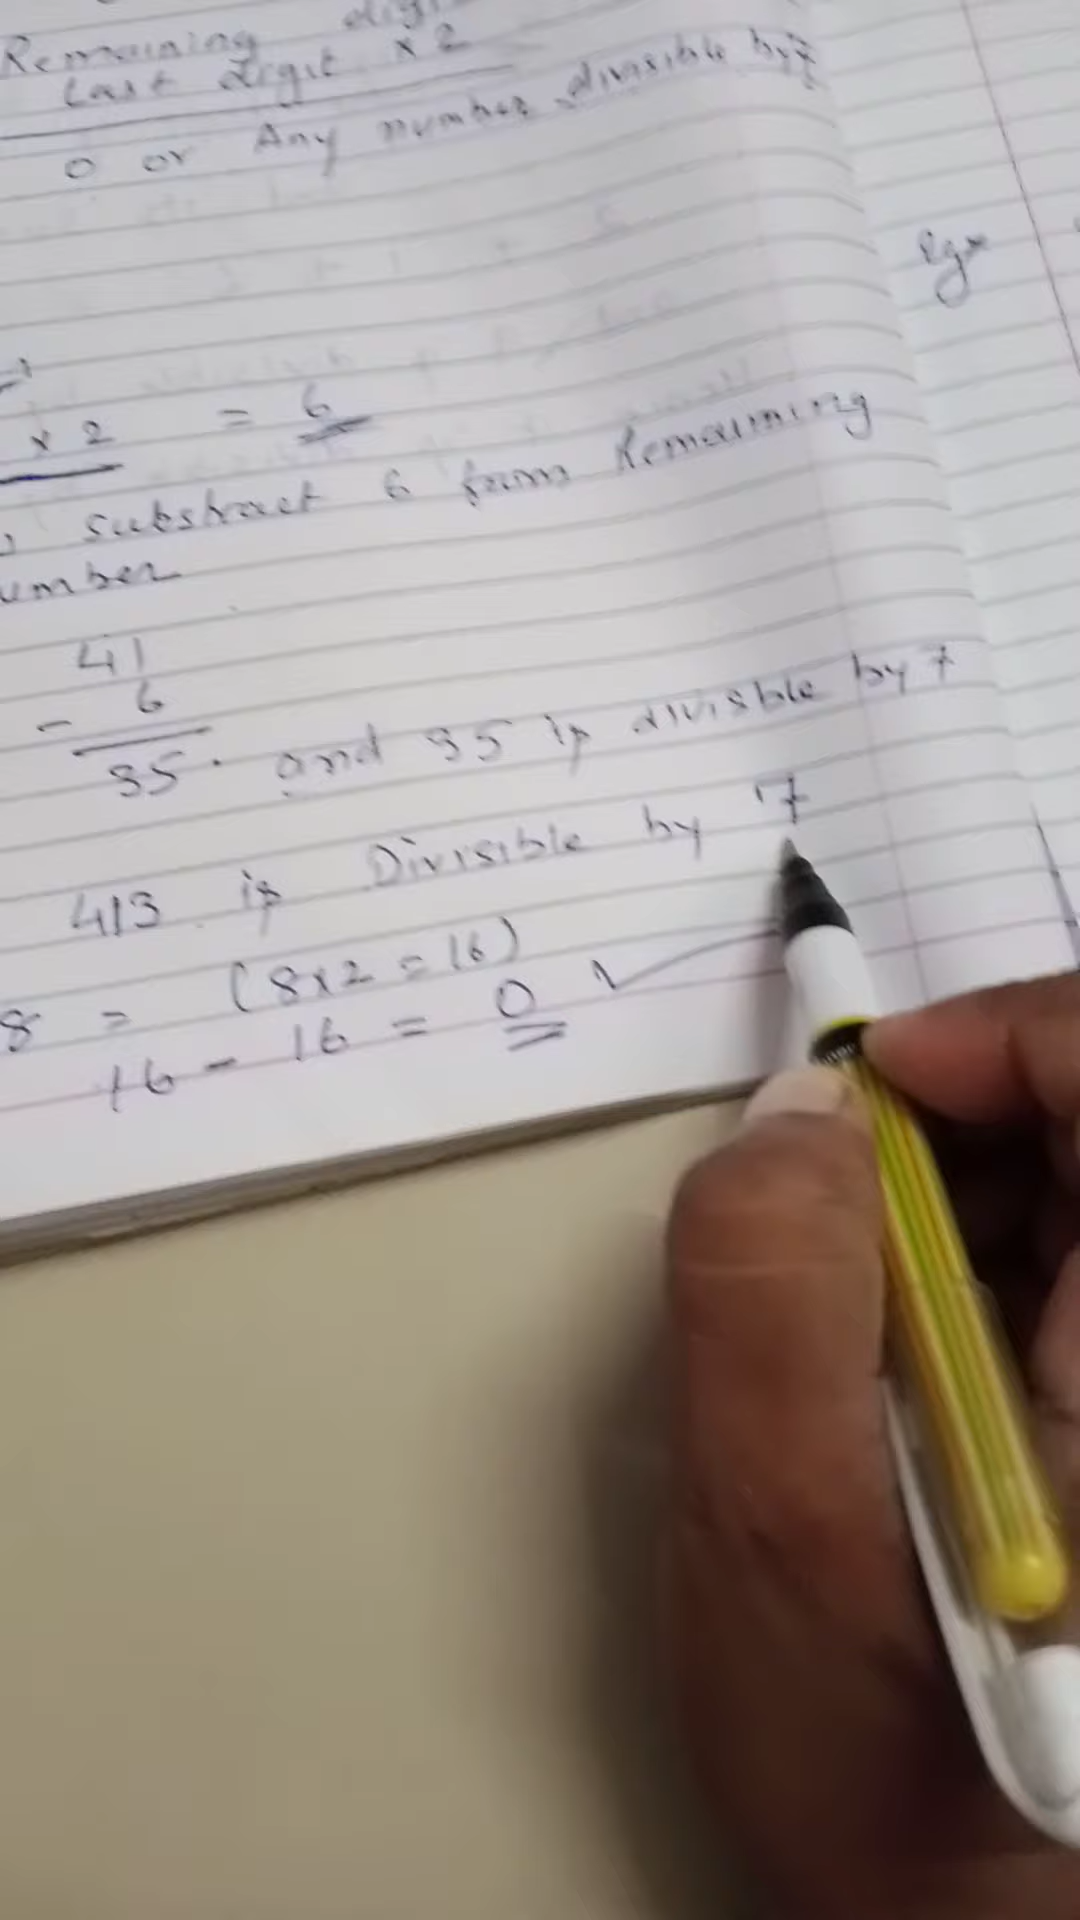 Remaining digi
Last digit × 2
0 or Any number divisible by 7
× 2 = 6
substract 6 from Remaining
umber
41
- 6
35. and 35 is divisible by 7
413 is Divisible by 7
8 = (8×2=16)
16 - 16 = 0